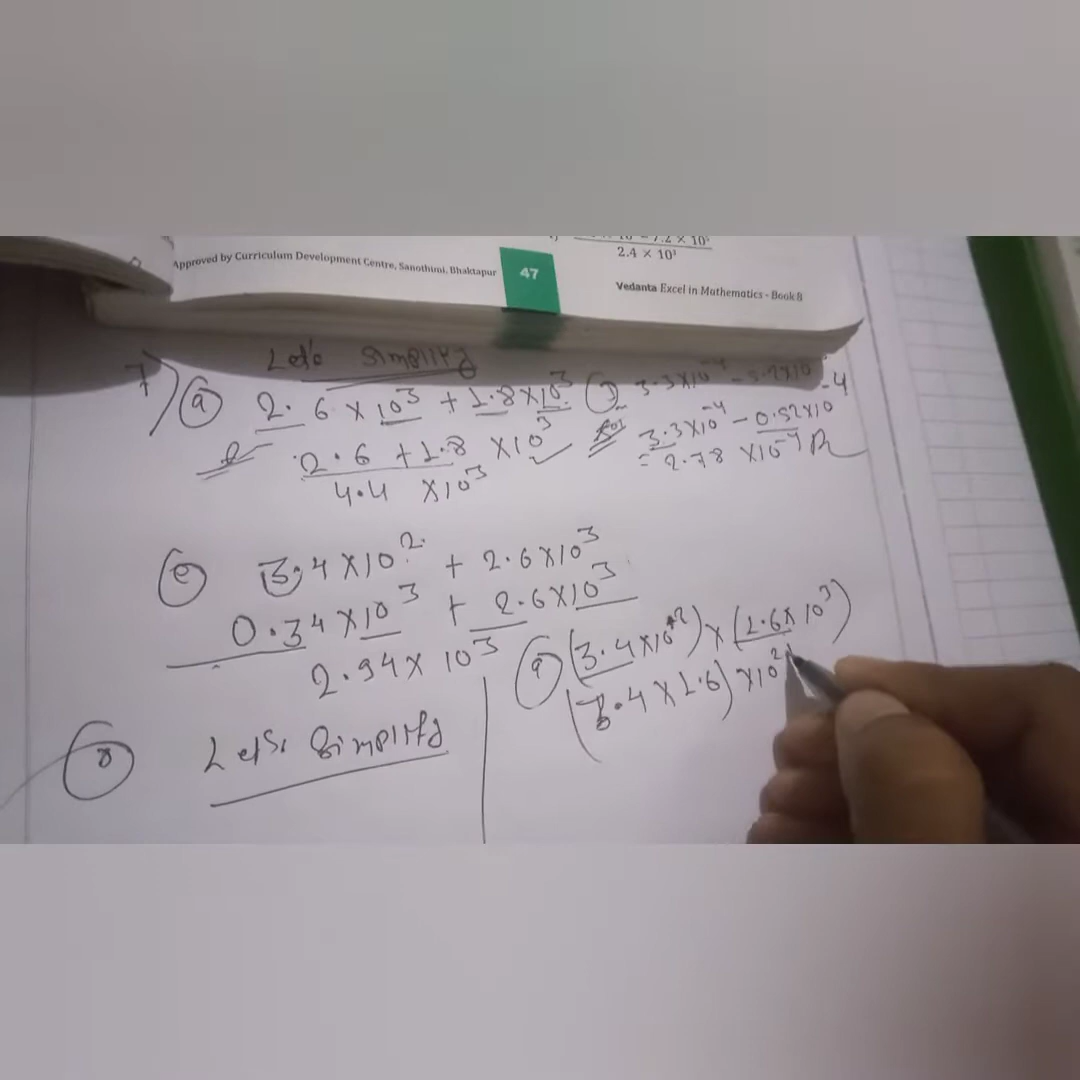 2.4 × 10³
Approved by Curriculum Development Centre, Sanothimi, Bhaktapur
47
Vedanta Excel in Mathematics - Book 8
Let's simplify
7) (a) 2.6 × 10³ + 1.8 × 10³
2.6 + 1.8 × 10³
4.4 × 10³
3.3 × 10⁻⁴ - 0.52 × 10⁻⁴
= 2.78 × 10⁻⁴
(e) 3.4 × 10² + 2.6 × 10³
0.34 × 10³ + 2.6 × 10³
2.94 × 10³
(8) Let's Simplify
(a) (3.4 × 10²) × (1.6 × 10³)
(3.4 × 1.6) × 10²